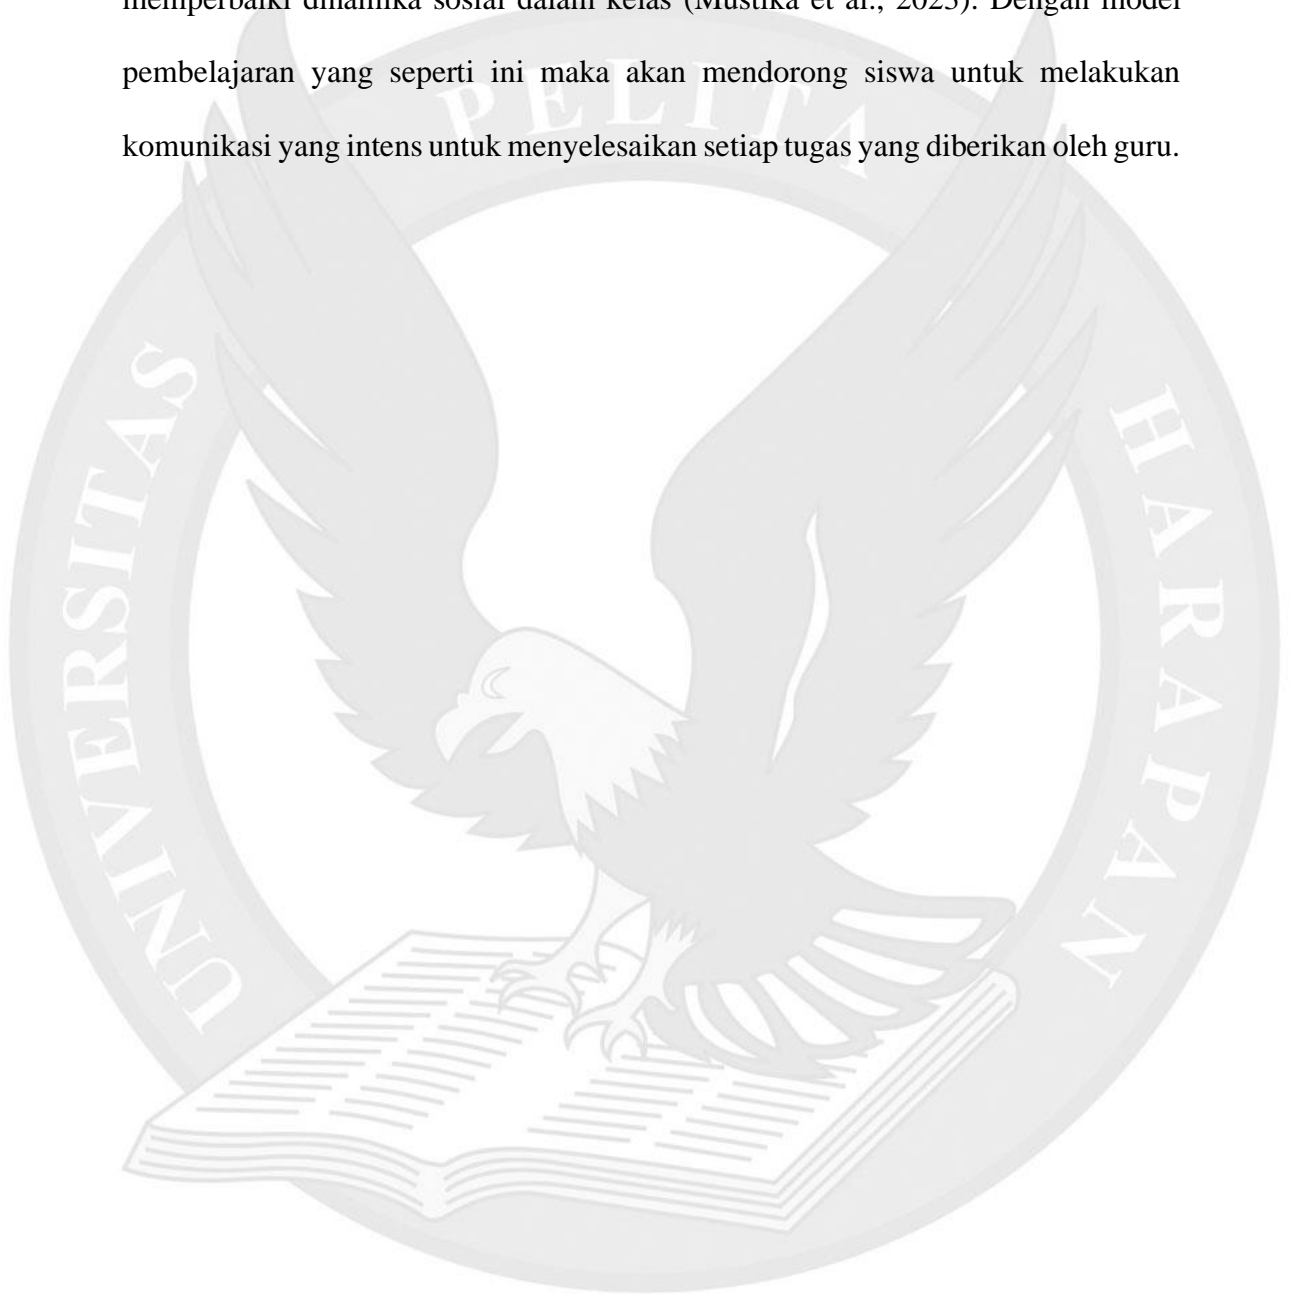 memperbaiki dinamika sosial dalam kelas (Mustika et al., 2023). Dengan model
pembelajaran yang seperti ini maka akan mendorong siswa untuk melakukan
komunikasi yang intens untuk menyelesaikan setiap tugas yang diberikan oleh guru.
UNIVERSITAS PELITA HARAPAN